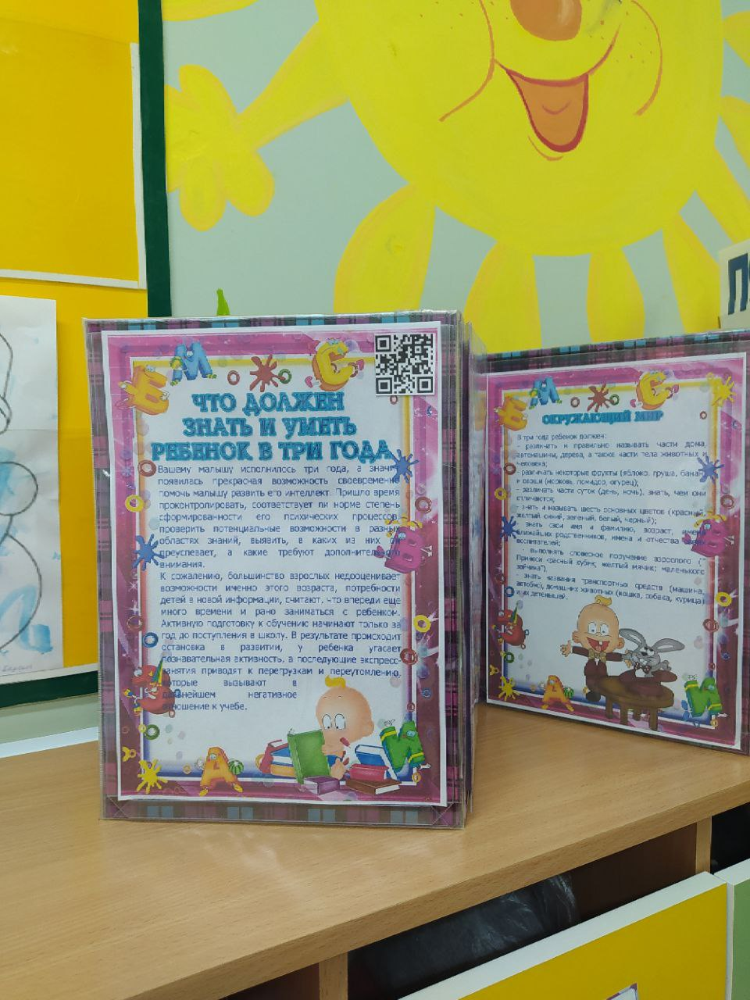 ЧТО ДОЛЖЕН
ЗНАТЬ И УМЕТЬ
РЕБЕНОК В ТРИ ГОДА
Вашему малышу исполнилось три года, а значит
появилась прекрасная возможность своевременно
помочь малышу развить его интеллект. Пришло время
проконтролировать, соответствует ли норме степень
сформированности его психических процессов,
проверить потенциальные возможности в разных
областях знаний, выявить, в каких из них он
преуспевает, а какие требуют дополнительного
внимания.
К сожалению, большинство взрослых недооценивает
возможности именно этого возраста, потребности
детей в новой информации, считают, что впереди еще
много времени и рано заниматься с ребенком.
Активную подготовку к обучению начинают только за
год до поступления в школу. В результате происходит
остановка в развитии, у ребенка угасает
познавательная активность, а последующие экспресс-
занятия приводят к перегрузкам и переутомлению,
которые вызывают в
дальнейшем негативное
отношение к учебе.
ОКРУЖАЮЩИЙ МИР
В три года ребенок должен:
- различать и правильно называть части дома,
автомашины, дерева, а также части тела животных и
человека;
- различать некоторые фрукты (яблоко, груша, банан)
и овощи (морковь, помидор, огурец);
- различать части суток (день, ночь), знать, чем они
отличаются;
- знать и называть шесть основных цветов (красный,
желтый синий, зеленый, белый, черный);
- знать свои имя и фамилию, возраст, имена
ближайших родственников, имена и отчества своих
воспитателей;
- выполнять словесное поручение взрослого ("
Принеси красный кубик; желтый мячик; маленького
зайчика")
- знать названия транспортных средств (машина,
автобус), домашних животных (кошка, собака, курица)
и их детенышей.